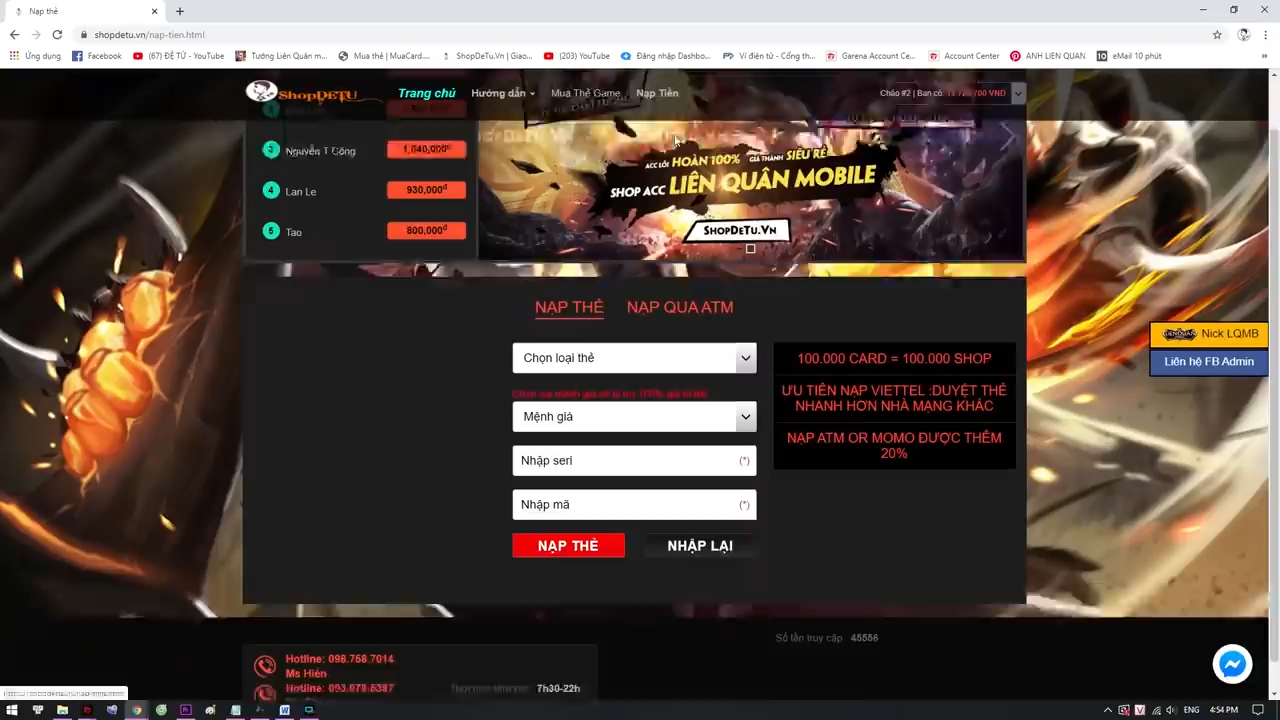 Nạp thẻ
shopdetu.vn/nap-tien.html
Ứng dụng
Facebook
(67) ĐỆ TỬ - YouTube
Tướng Liên Quân m...
Mua thẻ | MuaCard....
ShopDeTu.Vn | Giao...
(203) YouTube
Đăng nhập Dashbo...
Ví điện tử - Cổng th...
Garena Account Ce...
Account Center
ANH LIEN QUAN
eMail 10 phút
ShopDeTu
Trang chủ
Hướng dẫn
Mua Thẻ Game
Nạp Tiền
Chào #2 | Bạn có:
3 Nguyễn T Công 1,040,000đ
4 Lan Le 930,000đ
5 Tao 800,000đ
ACC LỖI HOÀN 100% GIÁ THÀNH SIÊU RẺ
SHOP ACC LIÊN QUÂN MOBILE
ShopDeTu.Vn
NẠP THẺ
NẠP QUA ATM
Chọn loại thẻ
Mệnh giá
Nhập seri (*)
Nhập mã (*)
NẠP THẺ
NHẬP LẠI
100.000 CARD = 100.000 SHOP
ƯU TIÊN NẠP VIETTEL :DUYỆT THẺ
NHANH HƠN NHÀ MẠNG KHÁC
NẠP ATM OR MOMO ĐƯỢC THÊM
20%
Nick LQMB
Liên hệ FB Admin
Số lần truy cập 45556
Hotline: 098.758.7014
Ms Hiền
7h30-22h
ENG
4:54 PM